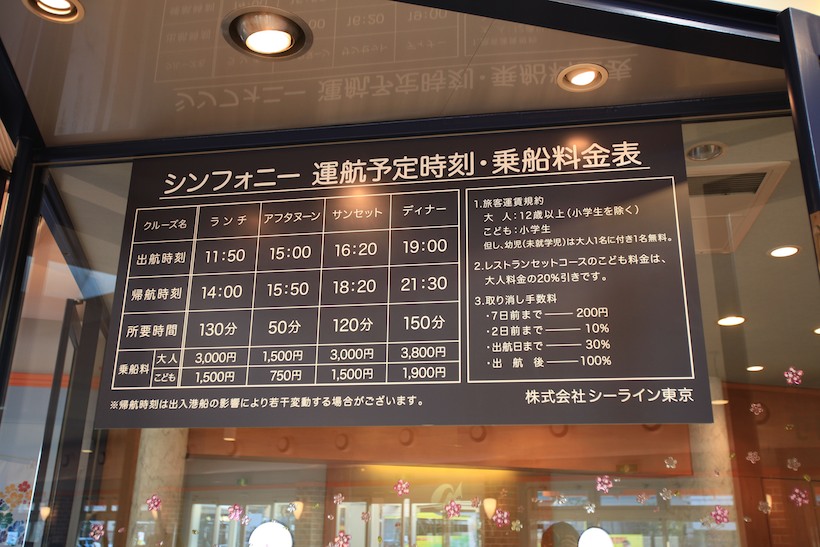 シンフォニー 運航予定時刻・乗船料金表
クルーズ名 ランチ アフタヌーン サンセット ディナー
出航時刻 11:50 15:00 16:20 19:00
帰航時刻 14:00 15:50 18:20 21:30
所要時間 130分 50分 120分 150分
乗船料 大人 3,000円 1,500円 3,000円 3,800円
こども 1,500円 750円 1,500円 1,900円
※帰航時刻は出入港船の影響により若干変動する場合がございます。
1.旅客運賃規約
大 人:12歳以上(小学生を除く)
こども:小学生
但し、幼児(未就学児)は大人1名に付き1名無料。
2.レストランセットコースのこども料金は、
大人料金の20%引きです。
3.取り消し手数料
・7日前まで――200円
・2日前まで――10%
・出航日まで――30%
・出 航 後――100%
株式会社シーライン東京